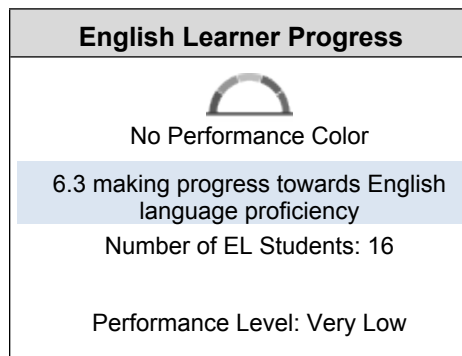 English Learner Progress
No Performance Color
6.3 making progress towards English
language proficiency
Number of EL Students: 16
Performance Level: Very Low